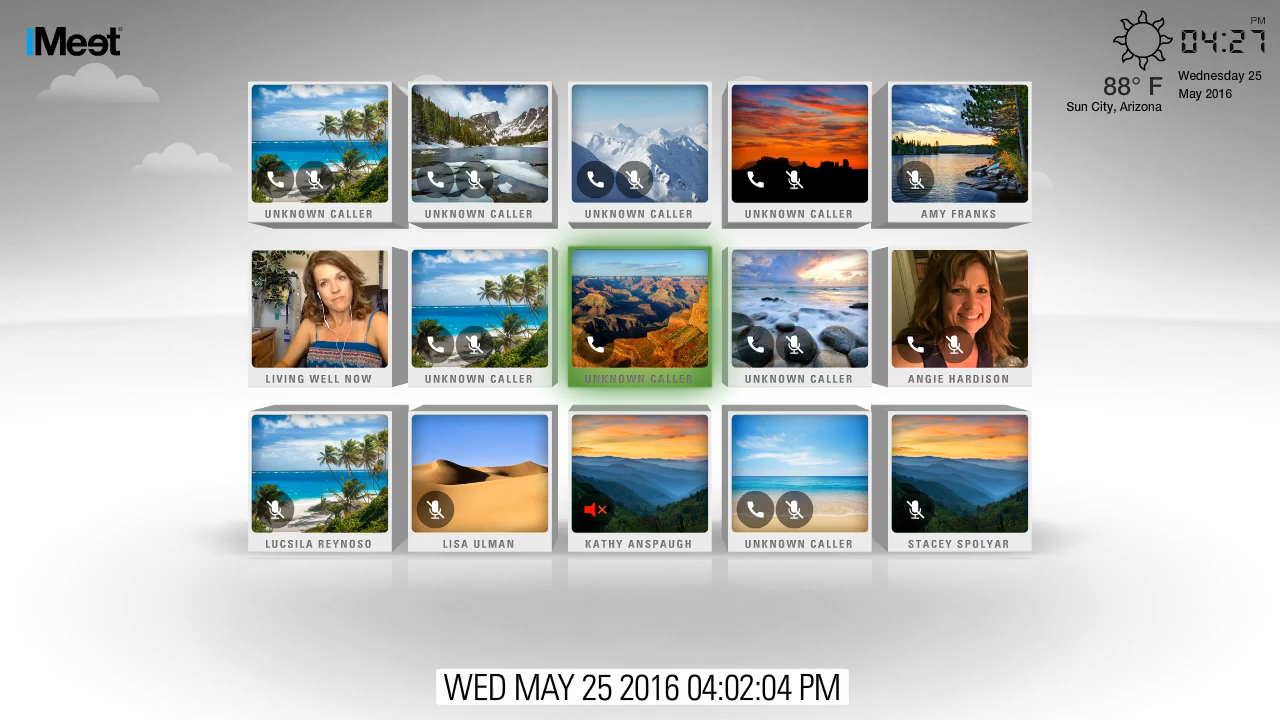 iMeet®
PM
04:27
88° F
Wednesday 25
May 2016
Sun City, Arizona
UNKNOWN CALLER
UNKNOWN CALLER
UNKNOWN CALLER
UNKNOWN CALLER
AMY FRANKS
LIVING WELL NOW
UNKNOWN CALLER
UNKNOWN CALLER
UNKNOWN CALLER
ANGIE HARDISON
LUCSILA REYNOSO
LISA ULMAN
KATHY ANSPAUGH
UNKNOWN CALLER
STACEY SPOLYAR
WED MAY 25 2016 04:02:04 PM